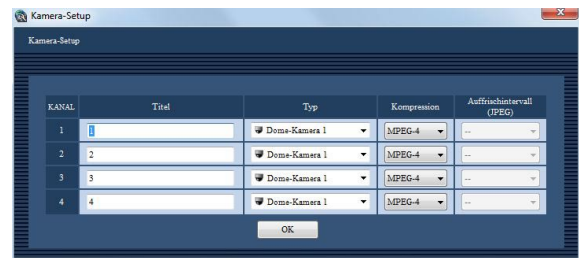 Kamera-Setup
Kamera-Setup
KANAL Titel Typ Kompression Auffrischintervall (JPEG)
1 1 Dome-Kamera 1 MPEG-4 --
2 2 Dome-Kamera 1 MPEG-4 --
3 3 Dome-Kamera 1 MPEG-4 --
4 4 Dome-Kamera 1 MPEG-4 --
OK